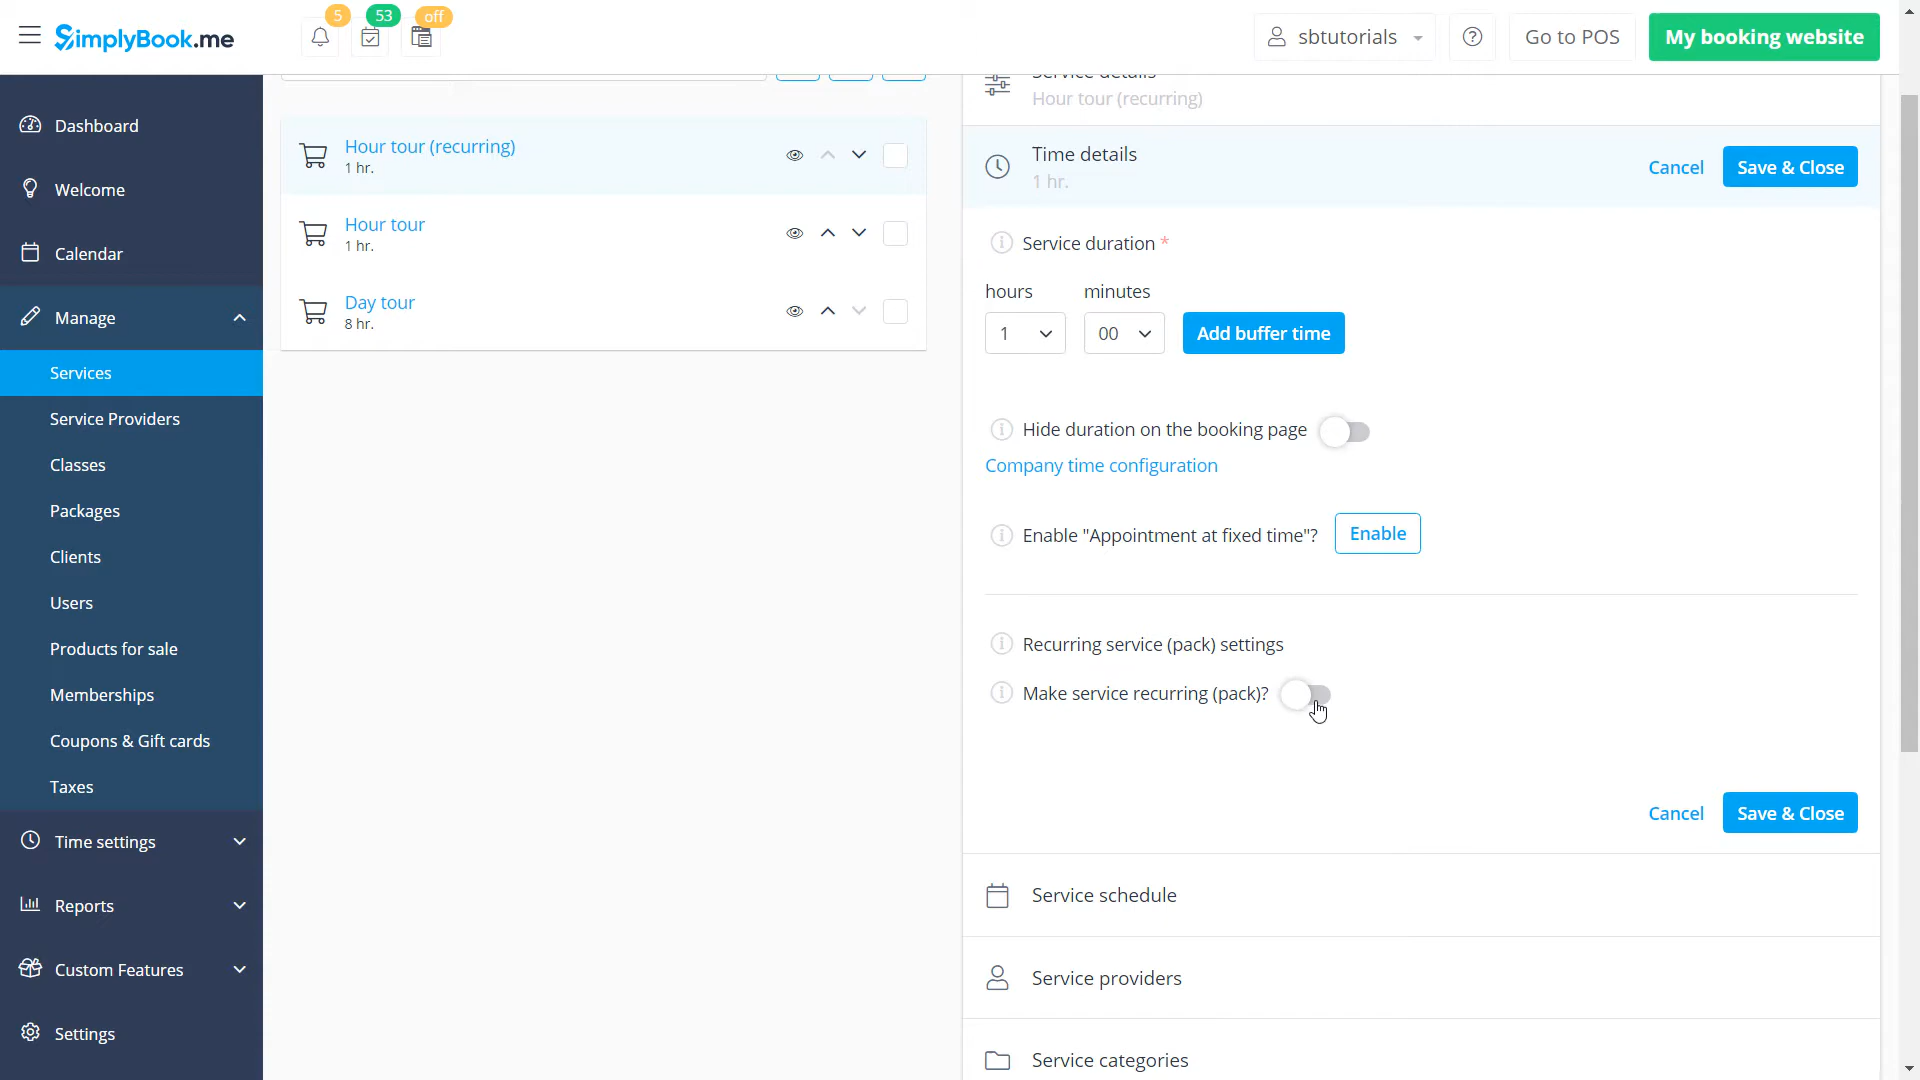 SimplyBook.me
5
53
off
sbtutorials
Go to POS
My booking website
Dashboard
Welcome
Calendar
Manage
Services
Service Providers
Classes
Packages
Clients
Users
Products for sale
Memberships
Coupons & Gift cards
Taxes
Time settings
Reports
Custom Features
Settings
Hour tour (recurring)
1 hr.
Hour tour
1 hr.
Day tour
8 hr.
Service details
Hour tour (recurring)
Time details
1 hr.
Cancel
Save & Close
Service duration *
hours
minutes
1
00
Add buffer time
Hide duration on the booking page
Company time configuration
Enable "Appointment at fixed time"?
Enable
Recurring service (pack) settings
Make service recurring (pack)?
Cancel
Save & Close
Service schedule
Service providers
Service categories